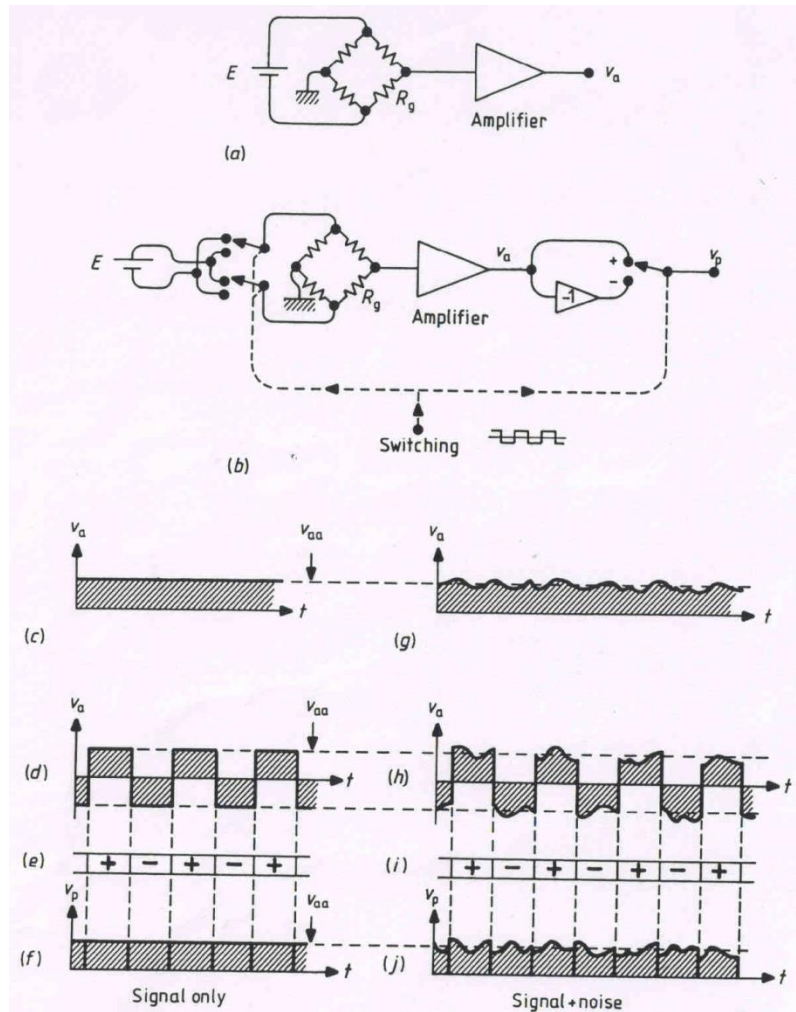 E
R_g
v_a
Amplifier
(a)
E
R_g
Amplifier
v_a
+
−
−1
v_p
Switching
(b)
v_a
v_aa
t
(c)
v_a
v_aa
t
(d)
(e) + − + − +
v_p
v_aa
t
(f)
Signal only
v_a
t
(g)
v_a
t
(h)
(i) + − + − + − +
v_p
t
(j)
Signal+noise